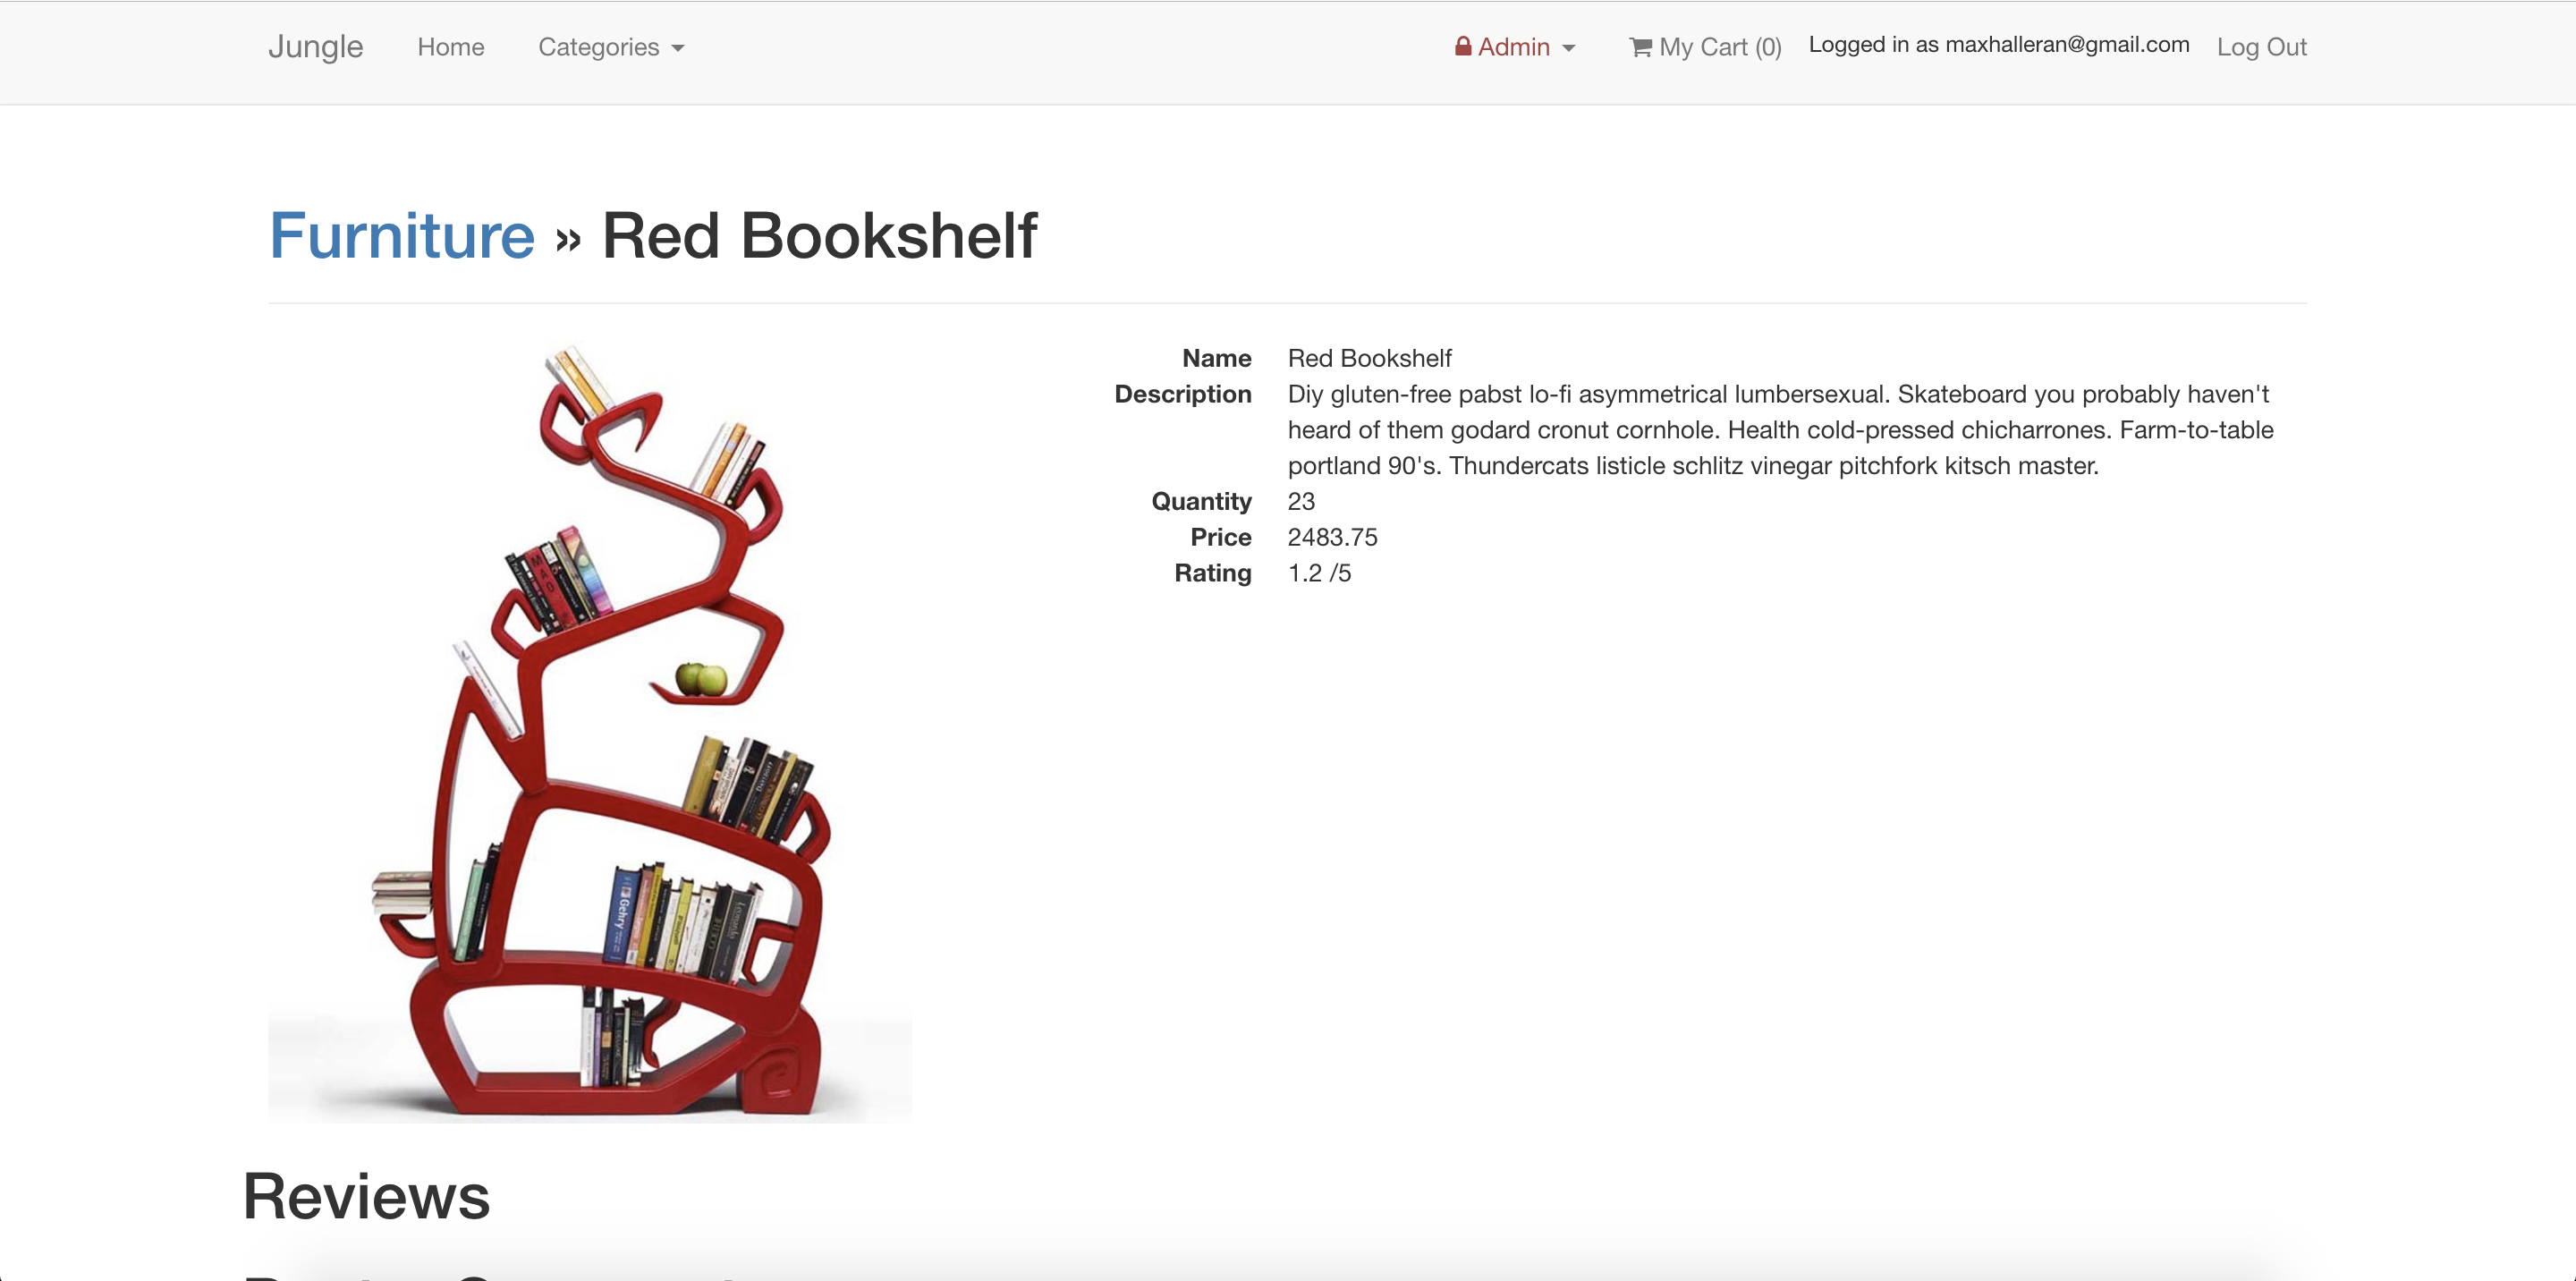 Jungle Home Categories Admin My Cart (0) Logged in as maxhalleran@gmail.com Log Out
Furniture » Red Bookshelf
Name Red Bookshelf
Description Diy gluten-free pabst lo-fi asymmetrical lumbersexual. Skateboard you probably haven't
heard of them godard cronut cornhole. Health cold-pressed chicharrones. Farm-to-table
portland 90's. Thundercats listicle schlitz vinegar pitchfork kitsch master.
Quantity 23
Price 2483.75
Rating 1.2 /5
MAD
Gehry
Reviews